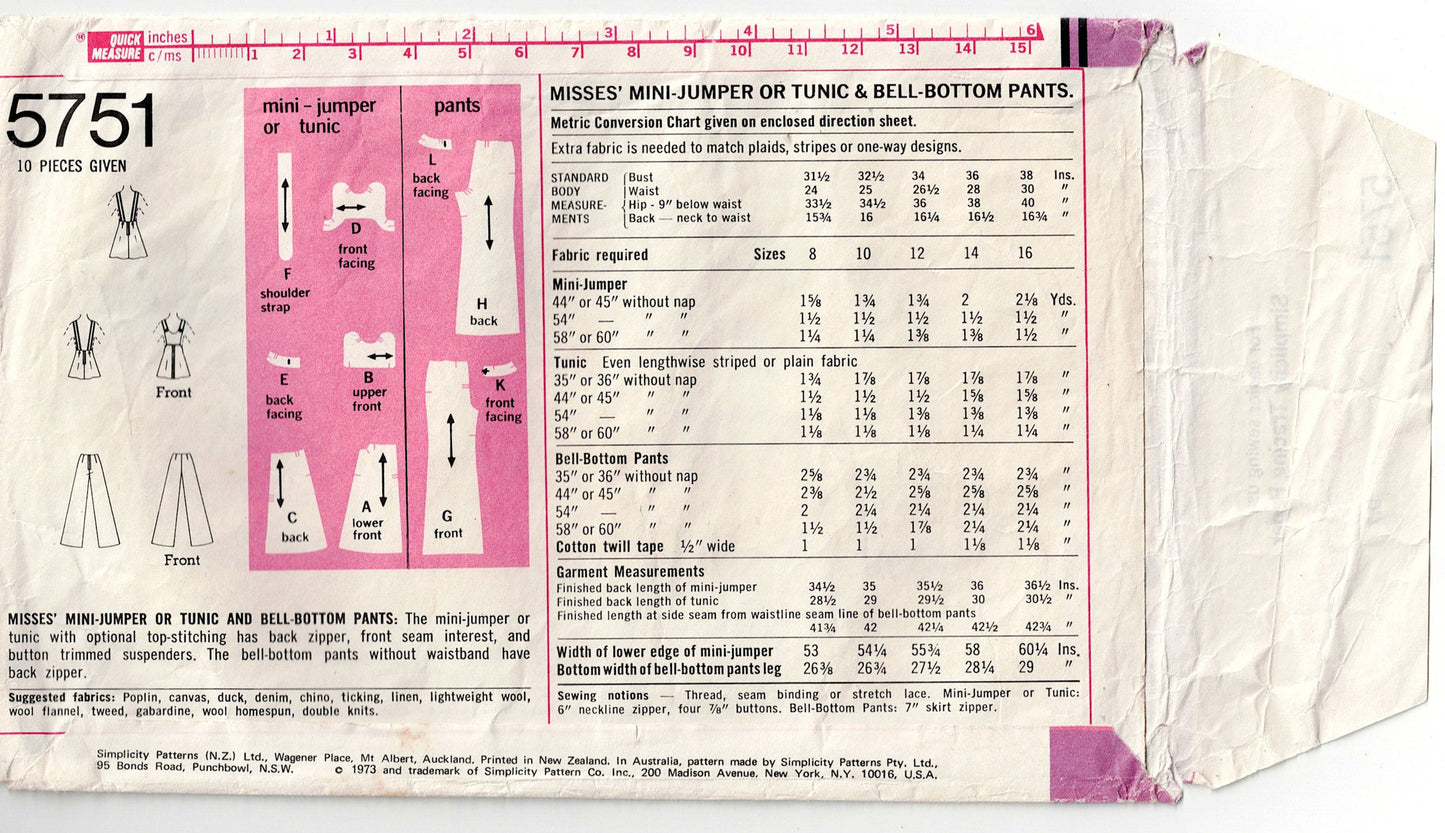 QUICK MEASURE inches 1 2 3 4 5 6
c/ms 1 2 3 4 5 6 7 8 9 10 11 12 13 14 15
5751
10 PIECES GIVEN
Front
Front
mini – jumper
or tunic
pants
F
shoulder
strap
D
front
facing
L
back
facing
H
back
E
back
facing
B
upper
front
K
front
facing
C
back
A
lower
front
G
front
MISSES' MINI-JUMPER OR TUNIC AND BELL-BOTTOM PANTS: The mini-jumper or
tunic with optional top-stitching has back zipper, front seam interest, and
button trimmed suspenders. The bell-bottom pants without waistband have
back zipper.
Suggested fabrics: Poplin, canvas, duck, denim, chino, ticking, linen, lightweight wool,
wool flannel, tweed, gabardine, wool homespun, double knits.
MISSES' MINI-JUMPER OR TUNIC & BELL-BOTTOM PANTS.
Metric Conversion Chart given on enclosed direction sheet.
Extra fabric is needed to match plaids, stripes or one-way designs.
STANDARD Bust 31½ 32½ 34 36 38 Ins.
BODY Waist 24 25 26½ 28 30 "
MEASURE- Hip - 9" below waist 33½ 34½ 36 38 40 "
MENTS Back — neck to waist 15¾ 16 16¼ 16½ 16¾ "
Fabric required Sizes 8 10 12 14 16
Mini-Jumper
44" or 45" without nap 1⅝ 1¾ 1¾ 2 2⅛ Yds.
54" — " " 1½ 1½ 1½ 1½ 1½ "
58" or 60" " " 1¼ 1¼ 1⅜ 1⅜ 1½ "
Tunic Even lengthwise striped or plain fabric
35" or 36" without nap 1¾ 1⅞ 1⅞ 1⅞ 1⅞ "
44" or 45" " " 1½ 1½ 1½ 1⅝ 1⅝ "
54" — " " 1⅛ 1⅛ 1⅜ 1⅜ 1⅜ "
58" or 60" " " 1⅛ 1⅛ 1⅛ 1¼ 1¼ "
Bell-Bottom Pants
35" or 36" without nap 2⅝ 2¾ 2¾ 2¾ 2¾ "
44" or 45" " " 2⅜ 2½ 2⅝ 2⅝ 2⅝ "
54" — " " 2 2¼ 2¼ 2¼ 2¼ "
58" or 60" " " 1½ 1½ 1⅞ 2¼ 2¼ "
Cotton twill tape ½" wide 1 1 1 1⅛ 1⅛ "
Garment Measurements
Finished back length of mini-jumper 34½ 35 35½ 36 36½ Ins.
Finished back length of tunic 28½ 29 29½ 30 30½ "
Finished length at side seam from waistline seam line of bell-bottom pants
41¾ 42 42¼ 42½ 42¾ "
Width of lower edge of mini-jumper 53 54¼ 55¾ 58 60¼ Ins.
Bottom width of bell-bottom pants leg 26⅜ 26¾ 27½ 28¼ 29 "
Sewing notions — Thread, seam binding or stretch lace. Mini-Jumper or Tunic:
6" neckline zipper, four ⅞" buttons. Bell-Bottom Pants: 7" skirt zipper.
Simplicity Patterns (N.Z.) Ltd., Wagener Place, Mt Albert, Auckland. Printed in New Zealand. In Australia, pattern made by Simplicity Patterns Pty. Ltd.,
95 Bonds Road, Punchbowl, N.S.W. © 1973 and trademark of Simplicity Pattern Co. Inc., 200 Madison Avenue, New York, N.Y. 10016, U.S.A.